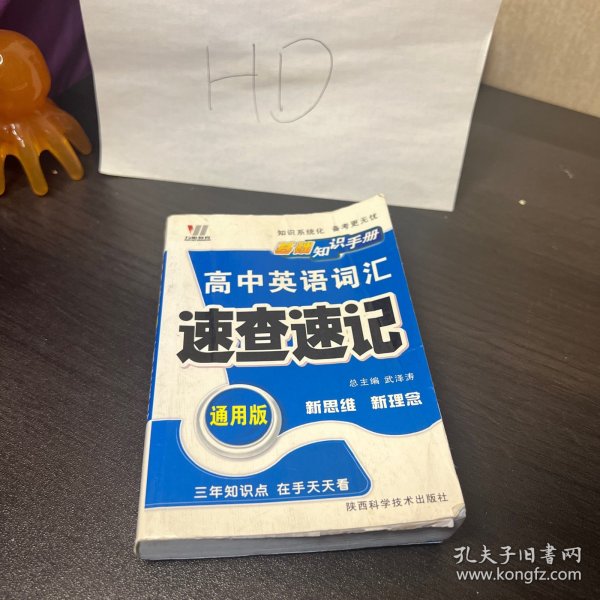 HD
知识系统化 备考更无忧
基础知识手册
高中英语词汇
速查速记
总主编 武泽涛
通用版
新思维 新理念
三年知识点 在手天天看
陕西科学技术出版社
孔夫子旧书网
www.kongfz.com